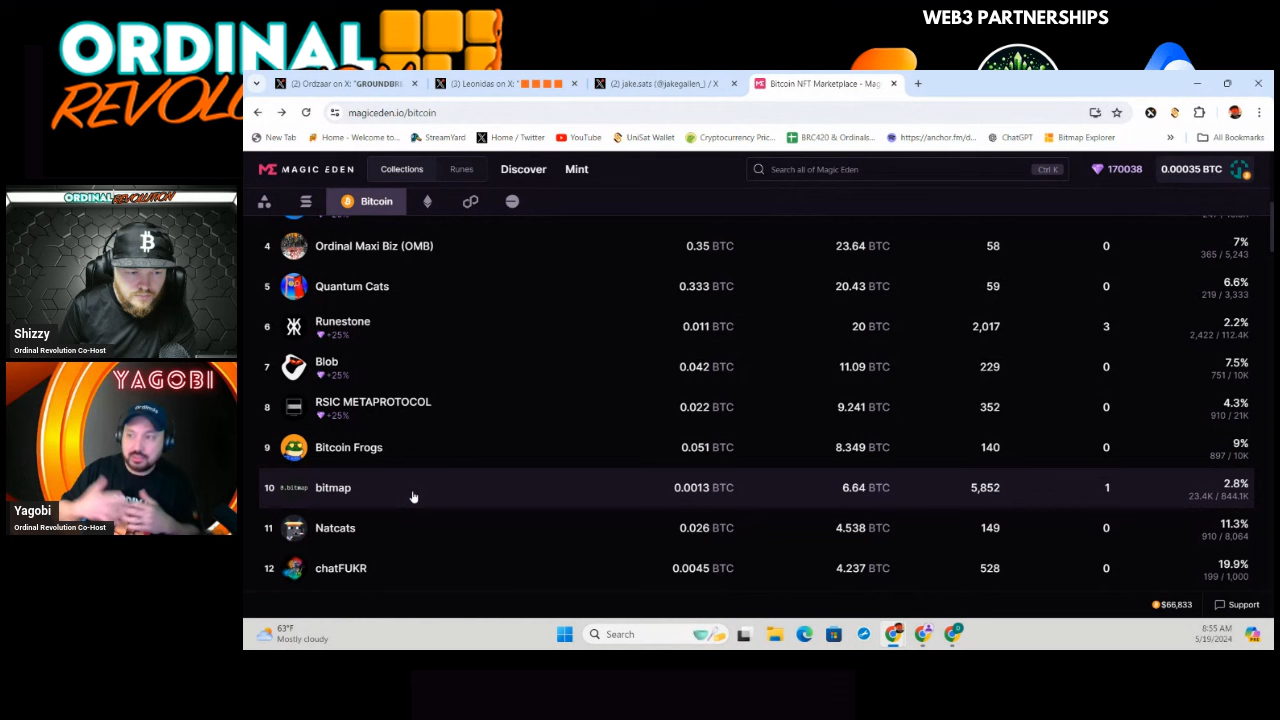 WEB3 PARTNERSHIPS
ORDINAL
REVOLU
(2) Ordzaar on X: "GROUNDBR
(3) Leonidas on X: "
(2) jake.sats (@jakegallen_) / X
Bitcoin NFT Marketplace - Mag
magiceden.io/bitcoin
New Tab
Home - Welcome to...
StreamYard
Home / Twitter
YouTube
UniSat Wallet
Cryptocurrency Pric...
BRC420 & Ordinals...
https://anchor.fm/d...
ChatGPT
Bitmap Explorer
»
All Bookmarks
MAGIC EDEN
Collections
Runes
Discover
Mint
Search all of Magic Eden
Ctrl K
170038
0.00035 BTC
Bitcoin
4 Ordinal Maxi Biz (OMB) 0.35 BTC 23.64 BTC 58 0 7%
365 / 5,243
5 Quantum Cats 0.333 BTC 20.43 BTC 59 0 6.6%
219 / 3,333
6 Runestone 0.011 BTC 20 BTC 2,017 3 2.2%
+25% 2,422 / 112.4K
7 Blob 0.042 BTC 11.09 BTC 229 0 7.5%
+25% 751 / 10K
8 RSIC METAPROTOCOL 0.022 BTC 9.241 BTC 352 0 4.3%
+25% 910 / 21K
9 Bitcoin Frogs 0.051 BTC 8.349 BTC 140 0 9%
897 / 10K
10 B.bitmap bitmap 0.0013 BTC 6.64 BTC 5,852 1 2.8%
23.4K / 844.1K
11 Natcats 0.026 BTC 4.538 BTC 149 0 11.3%
910 / 8,064
12 chatFUKR 0.0045 BTC 4.237 BTC 528 0 19.9%
199 / 1,000
$66,833
Support
63°F
Mostly cloudy
Search
8:55 AM
5/19/2024
ORDINAL REVOLUTION
Shizzy
Ordinal Revolution Co-Host
YAGOBI
ordinals
Yagobi
Ordinal Revolution Co-Host